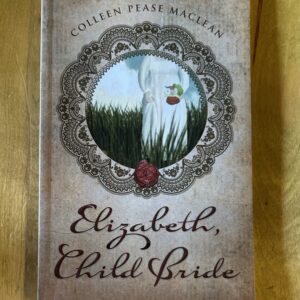 COLLEEN PEASE MACLEAN
Elizabeth,
Child Bride